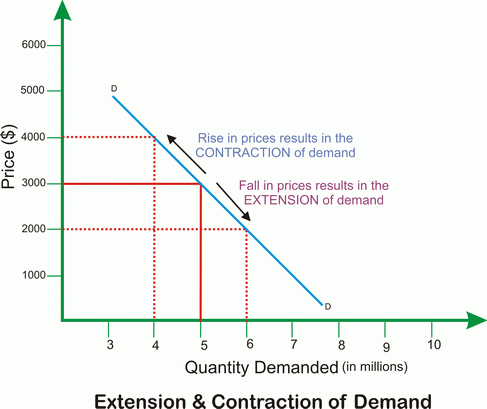 Price ($)
6000
5000
4000
3000
2000
1000
D
Rise in prices results in the
CONTRACTION of demand
Fall in prices results in the
EXTENSION of demand
D
3 4 5 6 7 8 9 10
Quantity Demanded (in millions)
Extension & Contraction of Demand